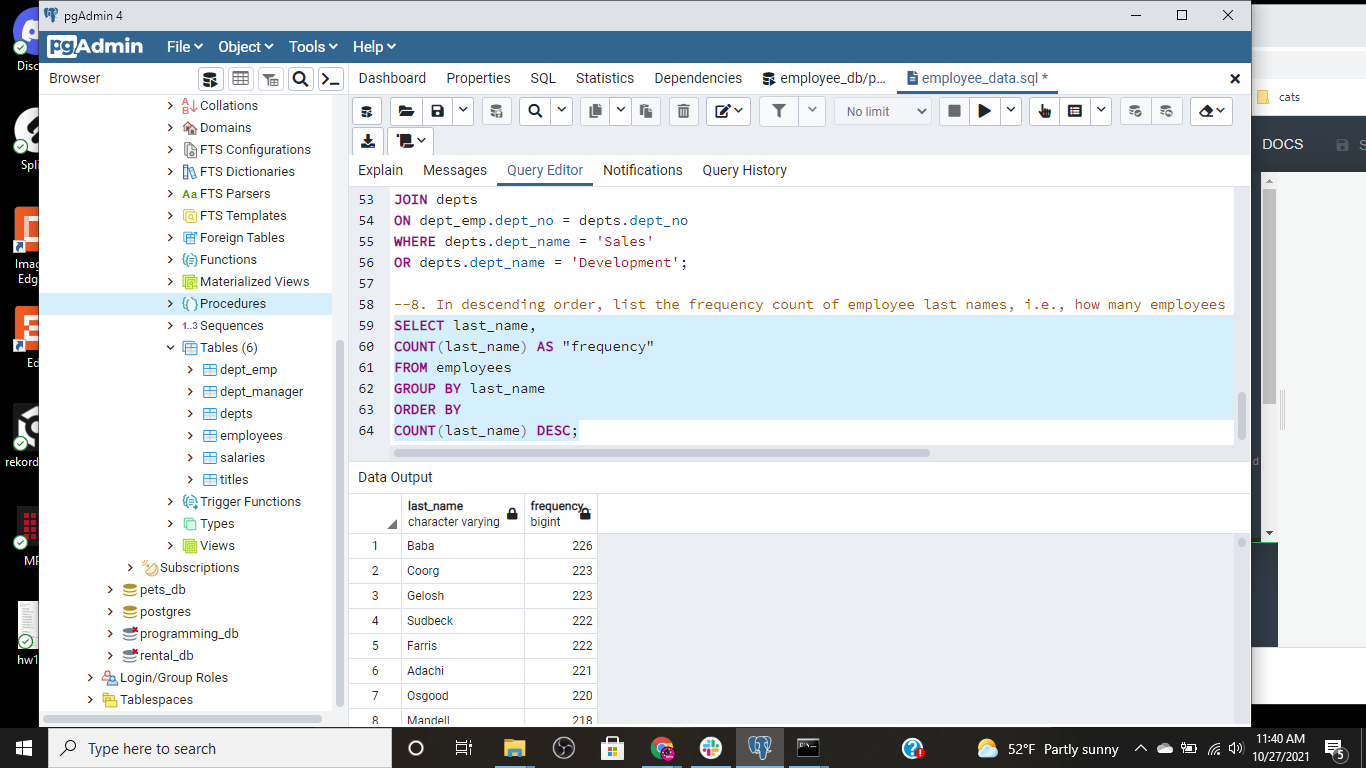 pgAdmin 4
pgAdmin
File
Object
Tools
Help
Browser
Dashboard
Properties
SQL
Statistics
Dependencies
employee_db/p...
employee_data.sql *
No limit
Explain
Messages
Query Editor
Notifications
Query History
Collations
Domains
FTS Configurations
FTS Dictionaries
FTS Parsers
FTS Templates
Foreign Tables
Functions
Materialized Views
Procedures
1..3 Sequences
Tables (6)
dept_emp
dept_manager
depts
employees
salaries
titles
Trigger Functions
Types
Views
Subscriptions
pets_db
postgres
programming_db
rental_db
Login/Group Roles
Tablespaces
53 JOIN depts
54 ON dept_emp.dept_no = depts.dept_no
55 WHERE depts.dept_name = 'Sales'
56 OR depts.dept_name = 'Development';
57
58 --8. In descending order, list the frequency count of employee last names, i.e., how many employees
59 SELECT last_name,
60 COUNT(last_name) AS "frequency"
61 FROM employees
62 GROUP BY last_name
63 ORDER BY
64 COUNT(last_name) DESC;
Data Output
last_name character varying
frequency bigint
1 Baba 226
2 Coorg 223
3 Gelosh 223
4 Sudbeck 222
5 Farris 222
6 Adachi 221
7 Osgood 220
8 Mandell 218
Disc
Spli
Imag
Edg
Ed
rekord
MP
hw1
cats
DOCS
S
Type here to search
52°F Partly sunny
11:40 AM
10/27/2021
5